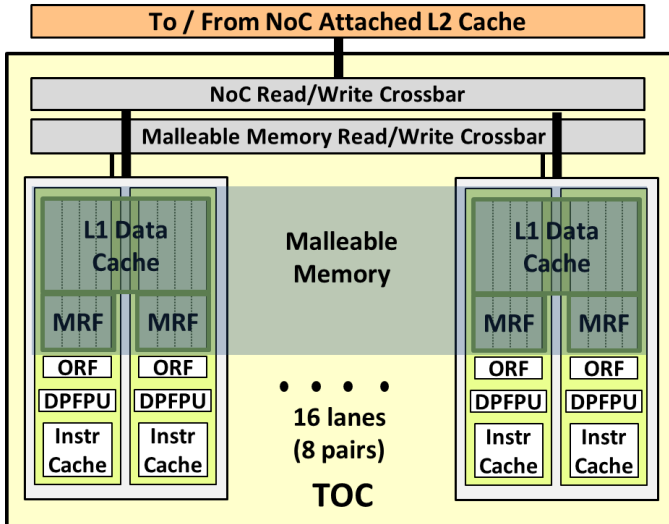 To / From NoC Attached L2 Cache
NoC Read/Write Crossbar
Malleable Memory Read/Write Crossbar
L1 Data
Cache
MRF
MRF
ORF
ORF
DPFPU
DPFPU
Instr
Cache
Instr
Cache
Malleable
Memory
16 lanes
(8 pairs)
TOC
L1 Data
Cache
MRF
MRF
ORF
ORF
DPFPU
DPFPU
Instr
Cache
Instr
Cache